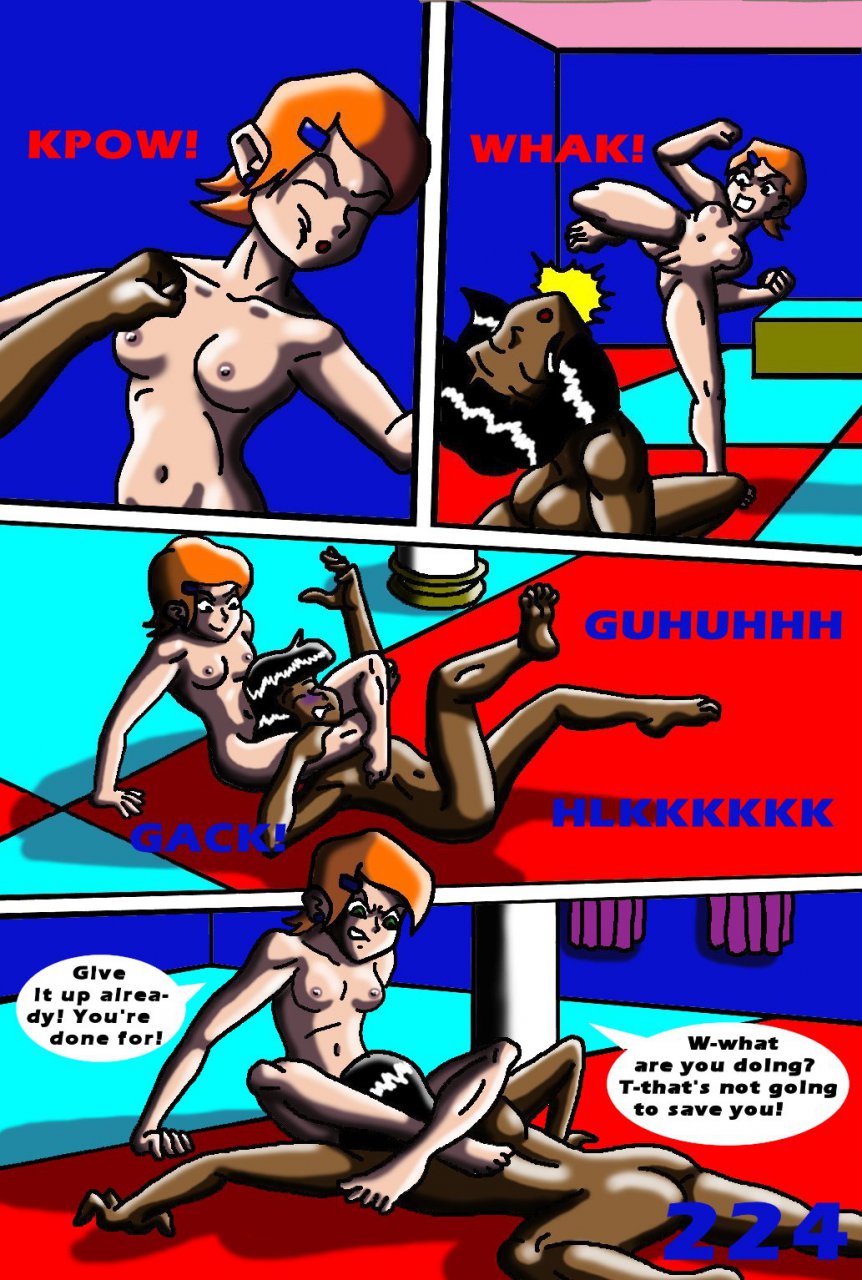 KPOW!
WHAK!
GUHUHHH
HLKKKKKK
GACK!
Give
it up alrea-
dy! You're
done for!
W-what
are you doing?
T-that's not going
to save you!
224